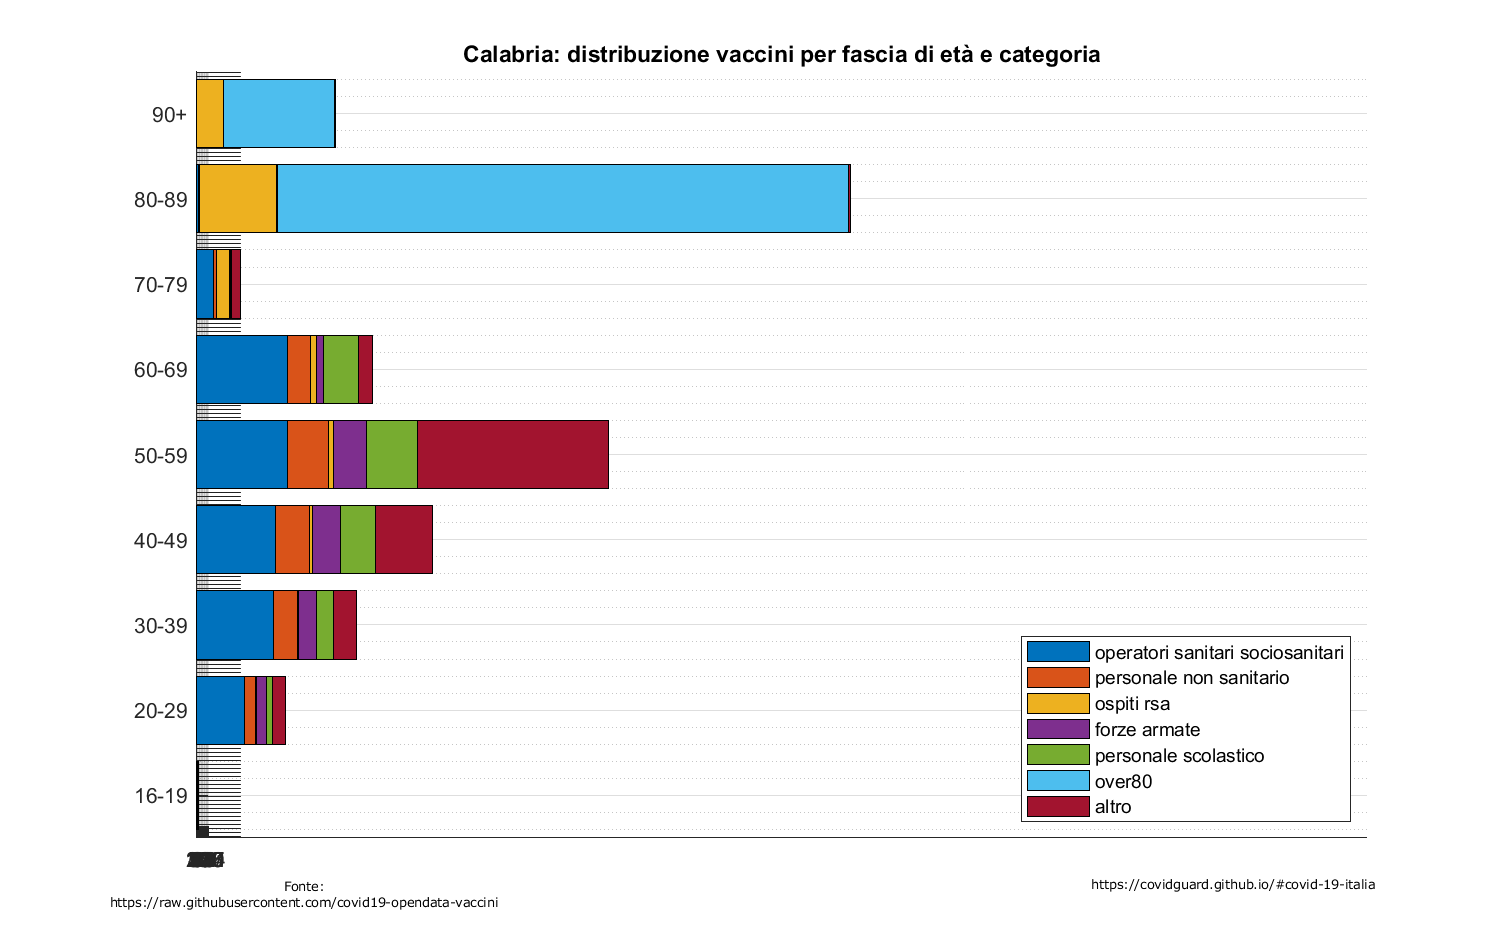 Calabria: distribuzione vaccini per fascia di età e categoria
90+
80-89
70-79
60-69
50-59
40-49
30-39
20-29
16-19
operatori sanitari sociosanitari
personale non sanitario
ospiti rsa
forze armate
personale scolastico
over80
altro
Fonte:
https://raw.githubusercontent.com/covid19-opendata-vaccini
https://covidguard.github.io/#covid-19-italia